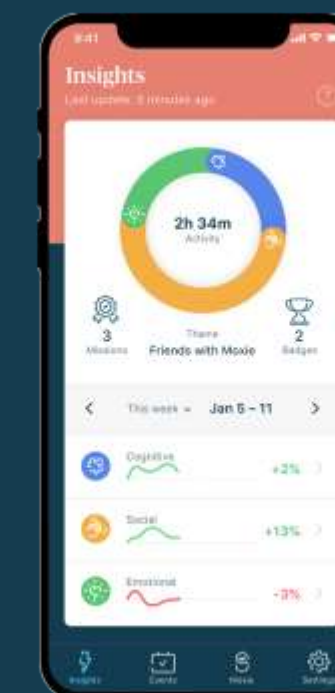 9:41
Insights
Last update: 5 minutes ago
?
2h 34m
Activity
3
Missions
Theme
Friends with Moxie
2
Badges
This week
Jan 5 – 11
Cognitive
+2%
Social
+13%
Emotional
-3%
Insights
Events
Moxie
Settings